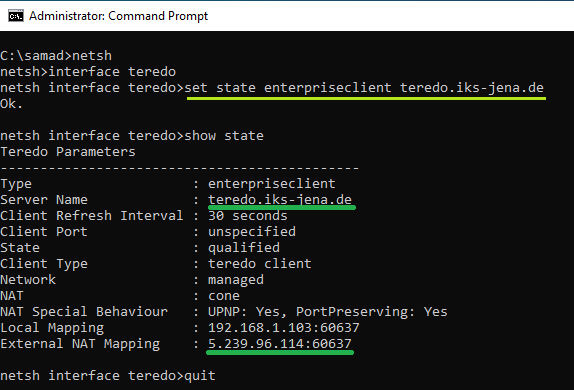 Administrator: Command Prompt
C:\samad>netsh
netsh>interface teredo
netsh interface teredo>set state enterpriseclient teredo.iks-jena.de
Ok.
netsh interface teredo>show state
Teredo Parameters
---------------------------------------------
Type : enterpriseclient
Server Name : teredo.iks-jena.de
Client Refresh Interval : 30 seconds
Client Port : unspecified
State : qualified
Client Type : teredo client
Network : managed
NAT : cone
NAT Special Behaviour : UPNP: Yes, PortPreserving: Yes
Local Mapping : 192.168.1.103:60637
External NAT Mapping : 5.239.96.114:60637
netsh interface teredo>quit